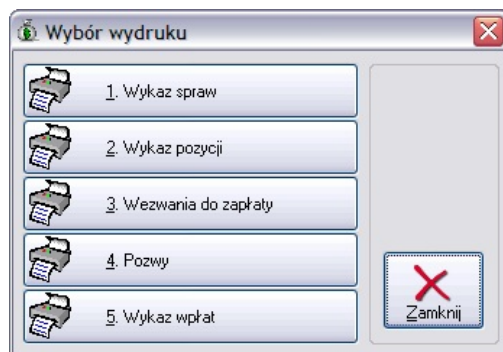 Wybór wydruku
1. Wykaz spraw
2. Wykaz pozycji
3. Wezwania do zapłaty
4. Pozwy
5. Wykaz wpłat
Zamknij